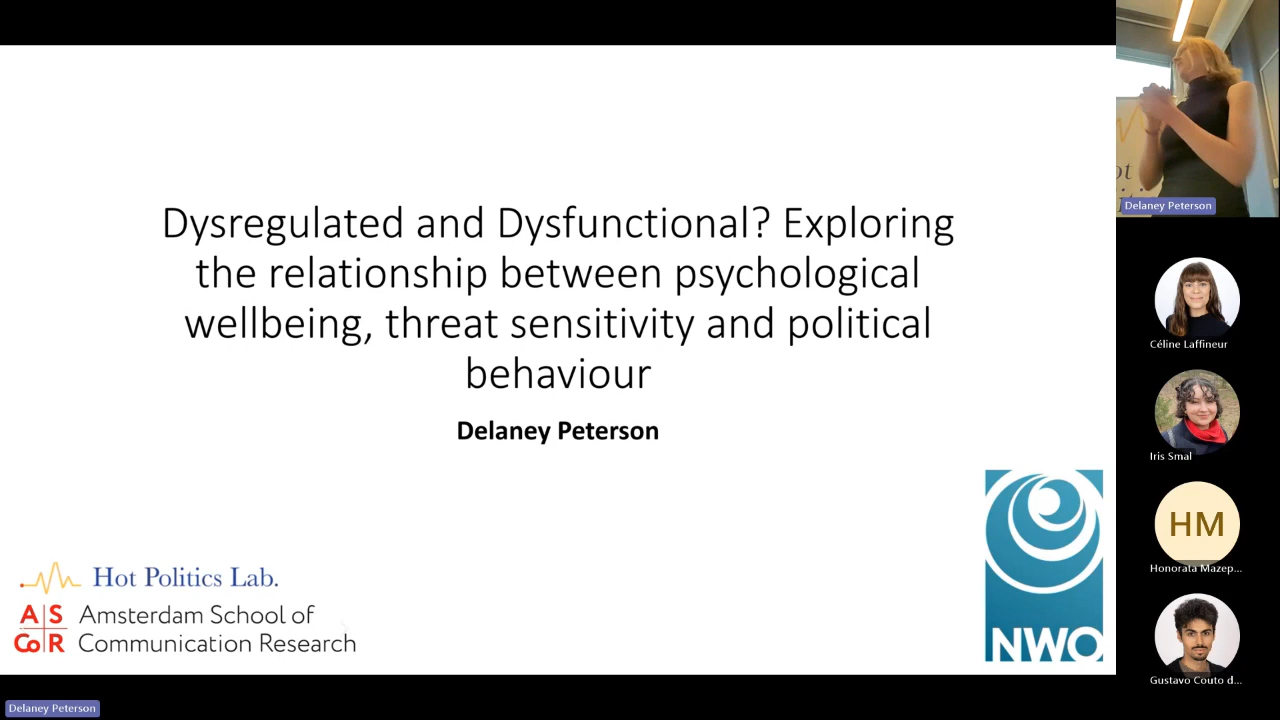 Dysregulated and Dysfunctional? Exploring
the relationship between psychological
wellbeing, threat sensitivity and political
behaviour
Delaney Peterson
Hot Politics Lab.
A S
Co R
Amsterdam School of
Communication Research
NWO
Delaney Peterson
Céline Laffineur
Iris Smal
HM
Honorata Mazep...
Gustavo Couto d...
Delaney Peterson